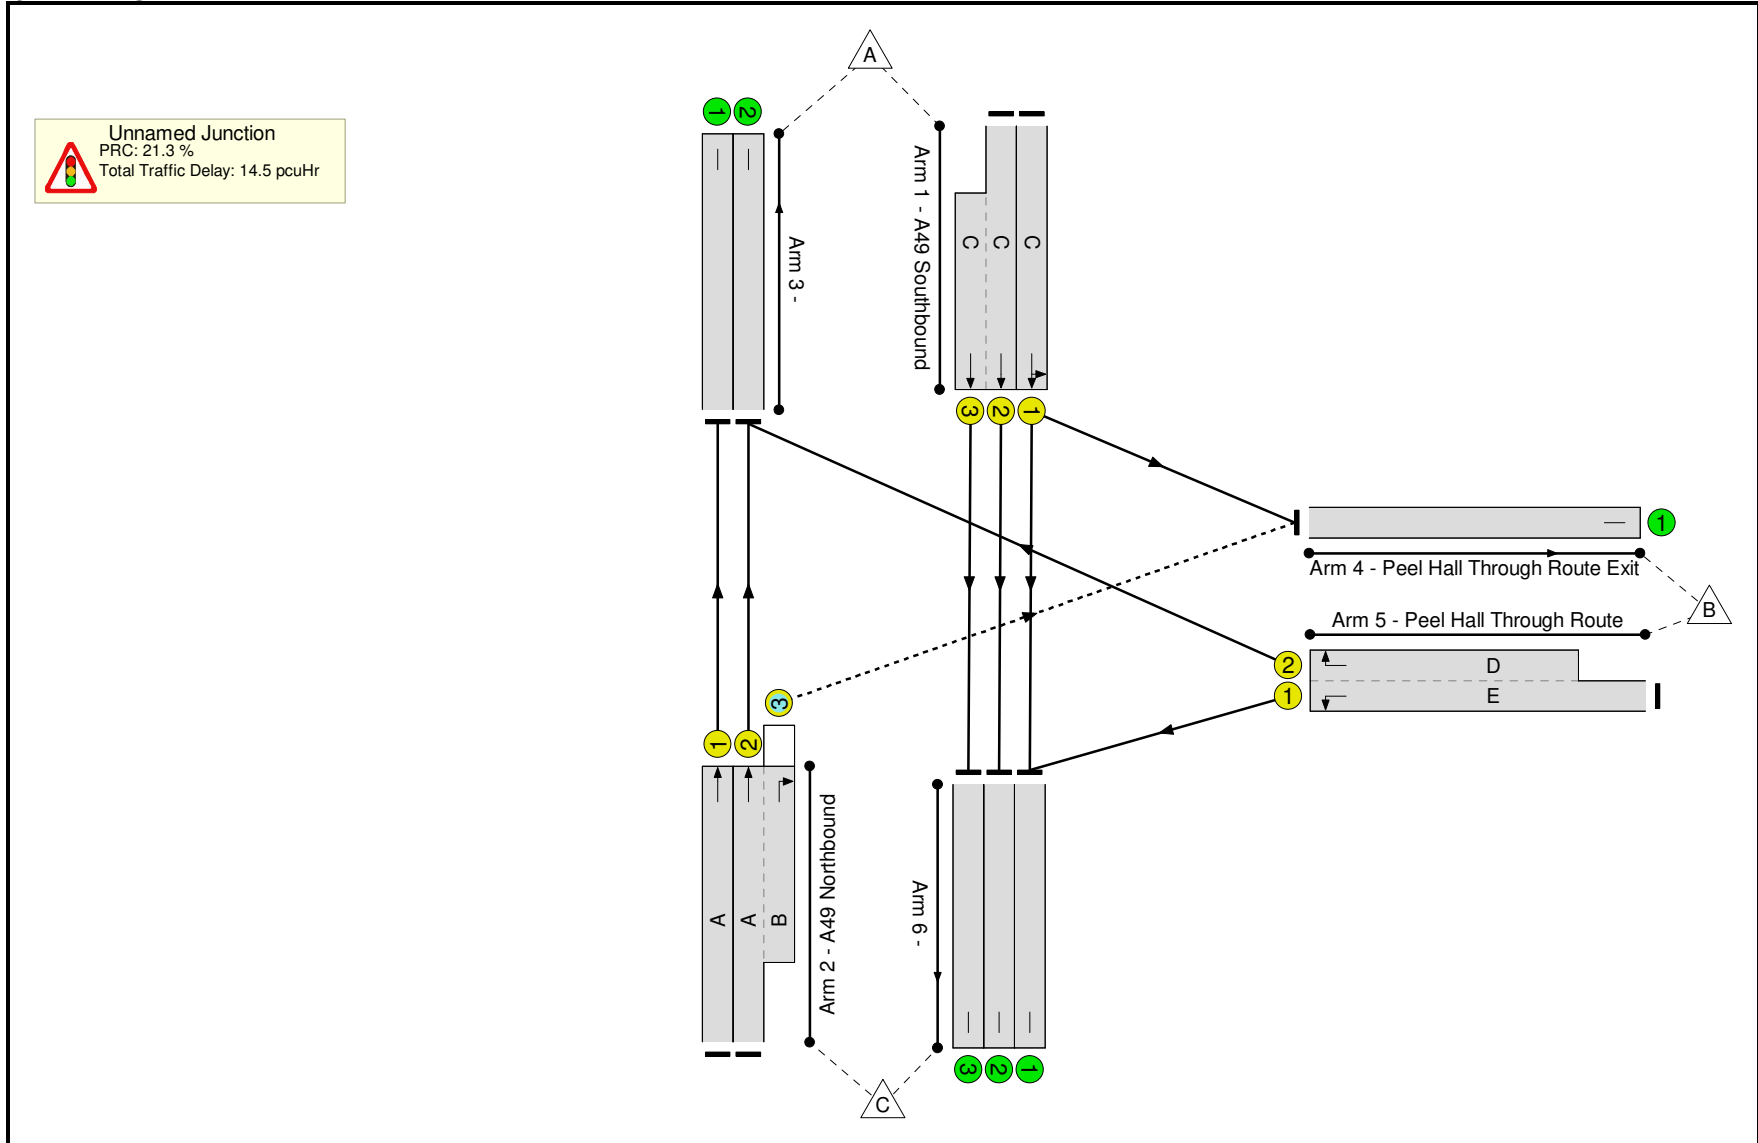 A
Unnamed Junction
PRC: 21.3 %
Total Traffic Delay: 14.5 pcuHr
1
2
Arm 3 -
Arm 1 - A49 Southbound
C
C
C
3
2
1
1
Arm 4 - Peel Hall Through Route Exit
B
Arm 5 - Peel Hall Through Route
2
D
1
E
3
1
2
A
A
B
Arm 2 - A49 Northbound
Arm 6 -
3
2
1
C